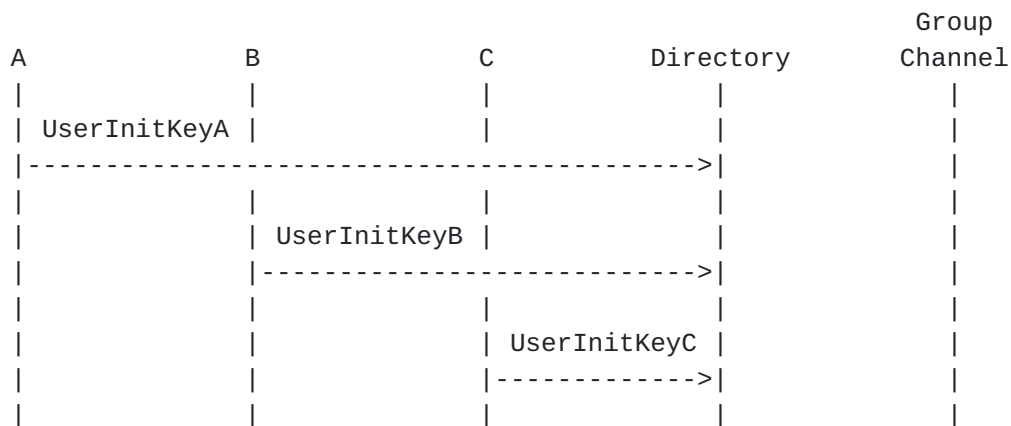 Group
A              B              C          Directory       Channel
|              |              |              |              |
| UserInitKeyA |              |              |              |
|------------------------------------------->|              |
|              |              |              |              |
|              | UserInitKeyB |              |              |
|              |---------------------------->|              |
|              |              |              |              |
|              |              | UserInitKeyC |              |
|              |              |------------->|              |
|              |              |              |              |